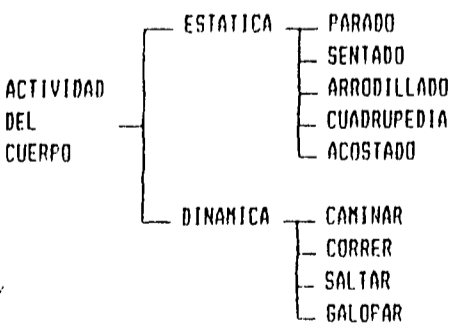 ACTIVIDAD
DEL
CUERPO
ESTATICA
PARADO
SENTADO
ARRODILLADO
CUADRUPEDIA
ACOSTADO
DINAMICA
CAMINAR
CORRER
SALTAR
GALOPAR